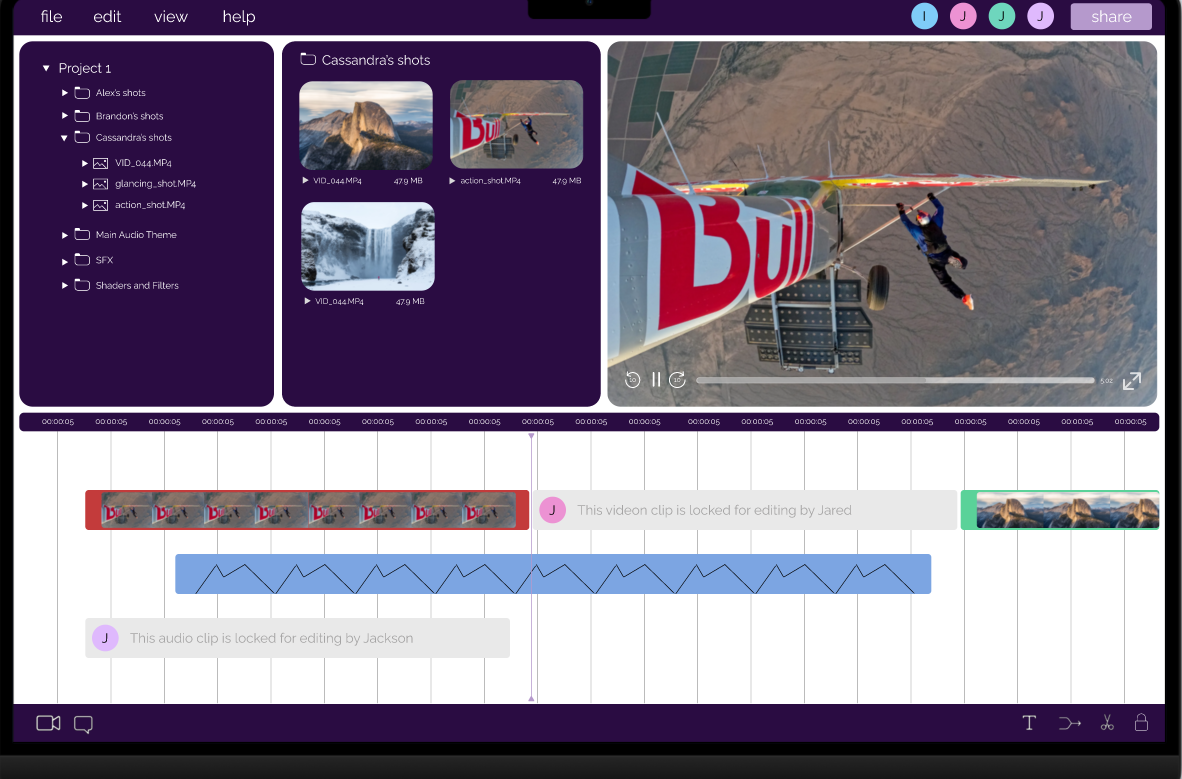 file edit view help I J J J share
Project 1
Alex's shots
Brandon's shots
Cassandra's shots
VID_044.MP4
glancing_shot.MP4
action_shot.MP4
Main Audio Theme
SFX
Shaders and Filters
Cassandra's shots
Bull
VID_044.MP4 47.9 MB
action_shot.MP4 47.9 MB
VID_044.MP4 47.9 MB
Bull
10 10 5:02
00:00:05 00:00:05 00:00:05 00:00:05 00:00:05 00:00:05 00:00:05 00:00:05 00:00:05 00:00:05 00:00:05 00:00:05 00:00:05 00:00:05 00:00:05 00:00:05 00:00:05 00:00:05 00:00:05 00:00:05 00:00:05
J This videon clip is locked for editing by Jared
J This audio clip is locked for editing by Jackson
T